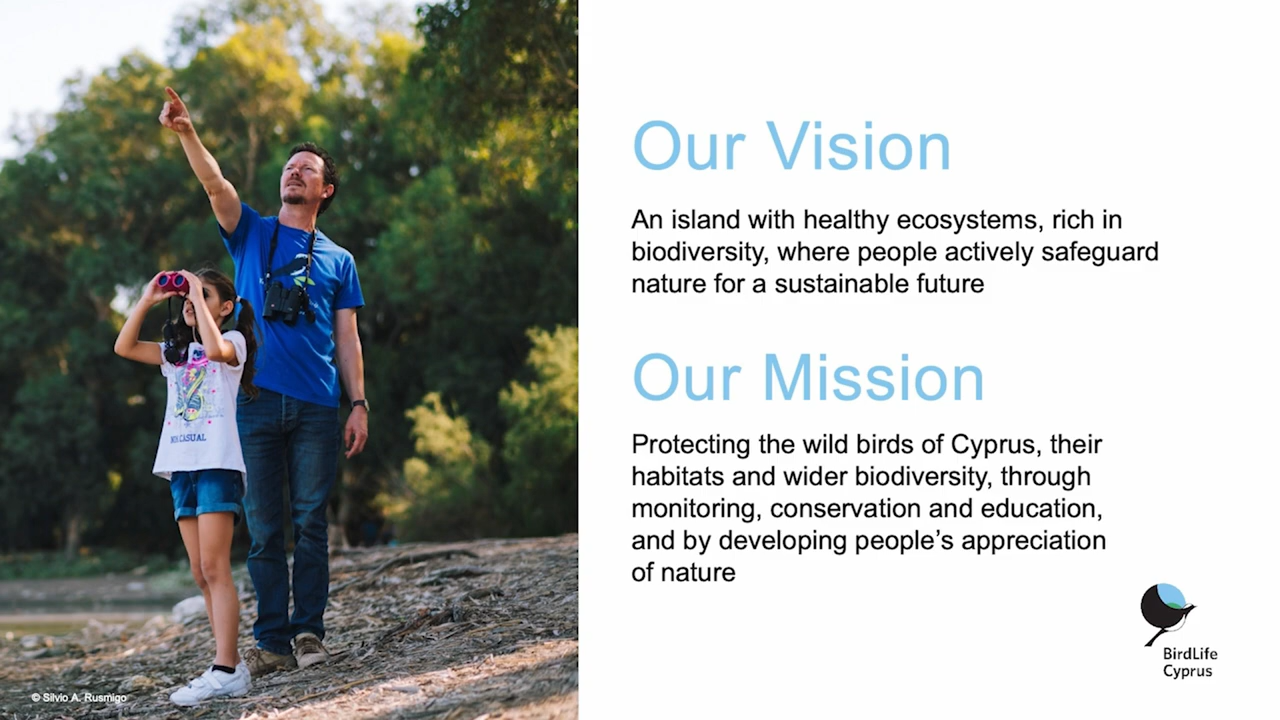 Our Vision
An island with healthy ecosystems, rich in
biodiversity, where people actively safeguard
nature for a sustainable future
Our Mission
Protecting the wild birds of Cyprus, their
habitats and wider biodiversity, through
monitoring, conservation and education,
and by developing people’s appreciation
of nature
BirdLife
Cyprus
CASUAL
© Silvio A. Rusmigo